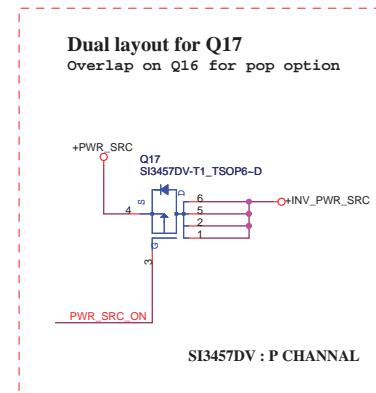 Dual layout for Q17
Overlap on Q16 for pop option
+PWR_SRC
Q17
SI3457DV-T1_TSOP6~D
S
D
G
4
6
5
2
1
3
+INV_PWR_SRC
PWR_SRC_ON
SI3457DV : P CHANNAL